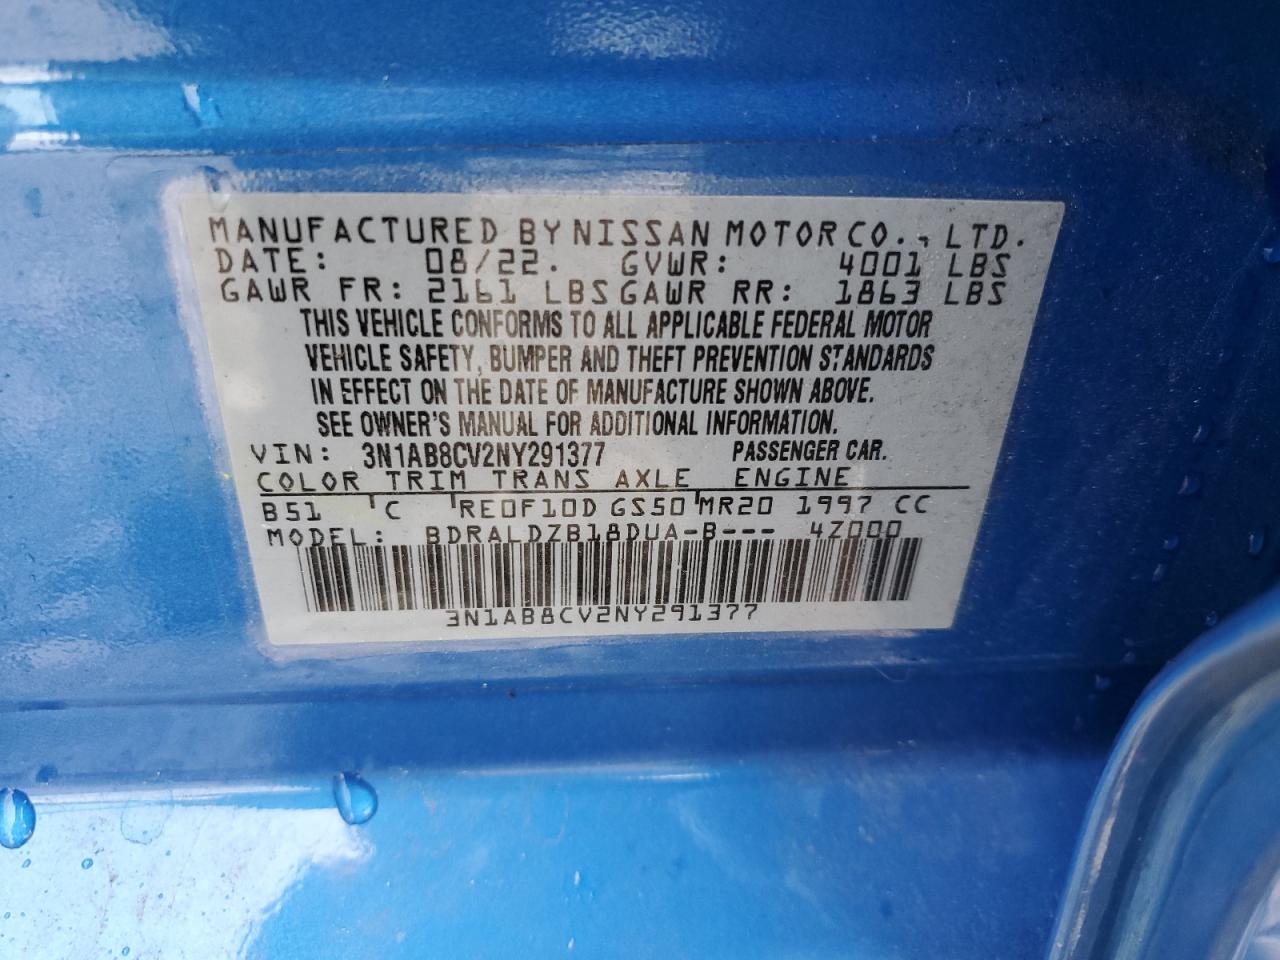 MANUFACTURED BY NISSAN MOTOR CO., LTD.
DATE: 08/22. GVWR: 4001 LBS
GAWR FR: 2161 LBS GAWR RR: 1863 LBS
THIS VEHICLE CONFORMS TO ALL APPLICABLE FEDERAL MOTOR
VEHICLE SAFETY, BUMPER AND THEFT PREVENTION STANDARDS
IN EFFECT ON THE DATE OF MANUFACTURE SHOWN ABOVE.
SEE OWNER'S MANUAL FOR ADDITIONAL INFORMATION.
VIN: 3N1AB8CV2NY291377 PASSENGER CAR.
COLOR TRIM TRANS AXLE ENGINE
B51 C RE0F10D GS50 MR20 1997 CC
MODEL: BDRALDZB18DUA-B--- 4Z000
3N1AB8CV2NY291377